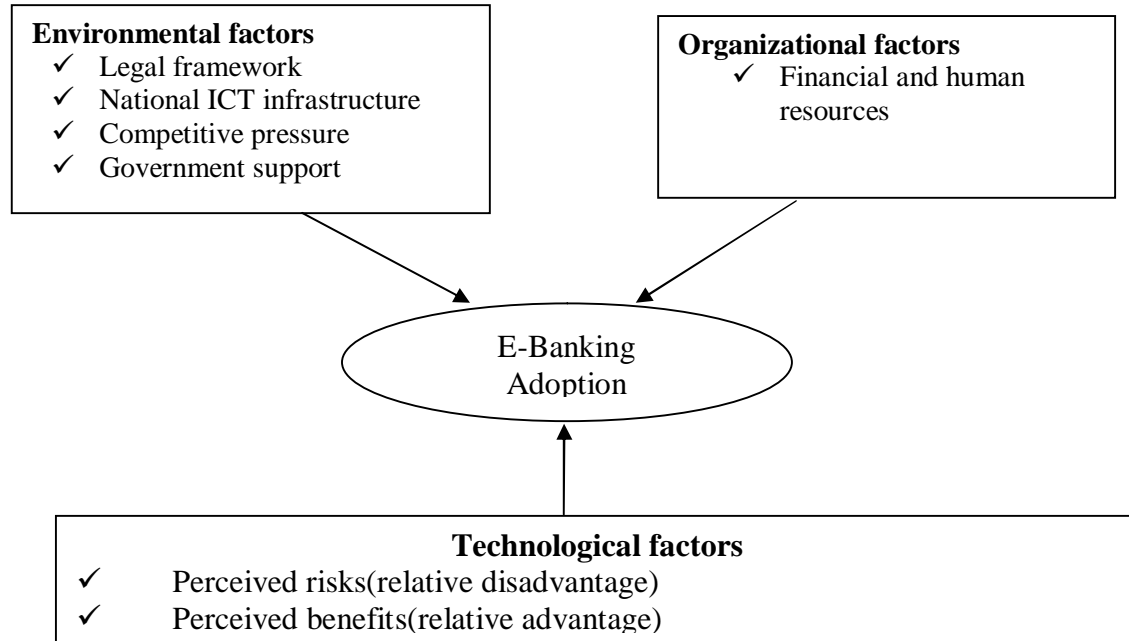 Environmental factors
✓ Legal framework
✓ National ICT infrastructure
✓ Competitive pressure
✓ Government support
Organizational factors
✓ Financial and human
resources
E-Banking
Adoption
Technological factors
✓ Perceived risks(relative disadvantage)
✓ Perceived benefits(relative advantage)